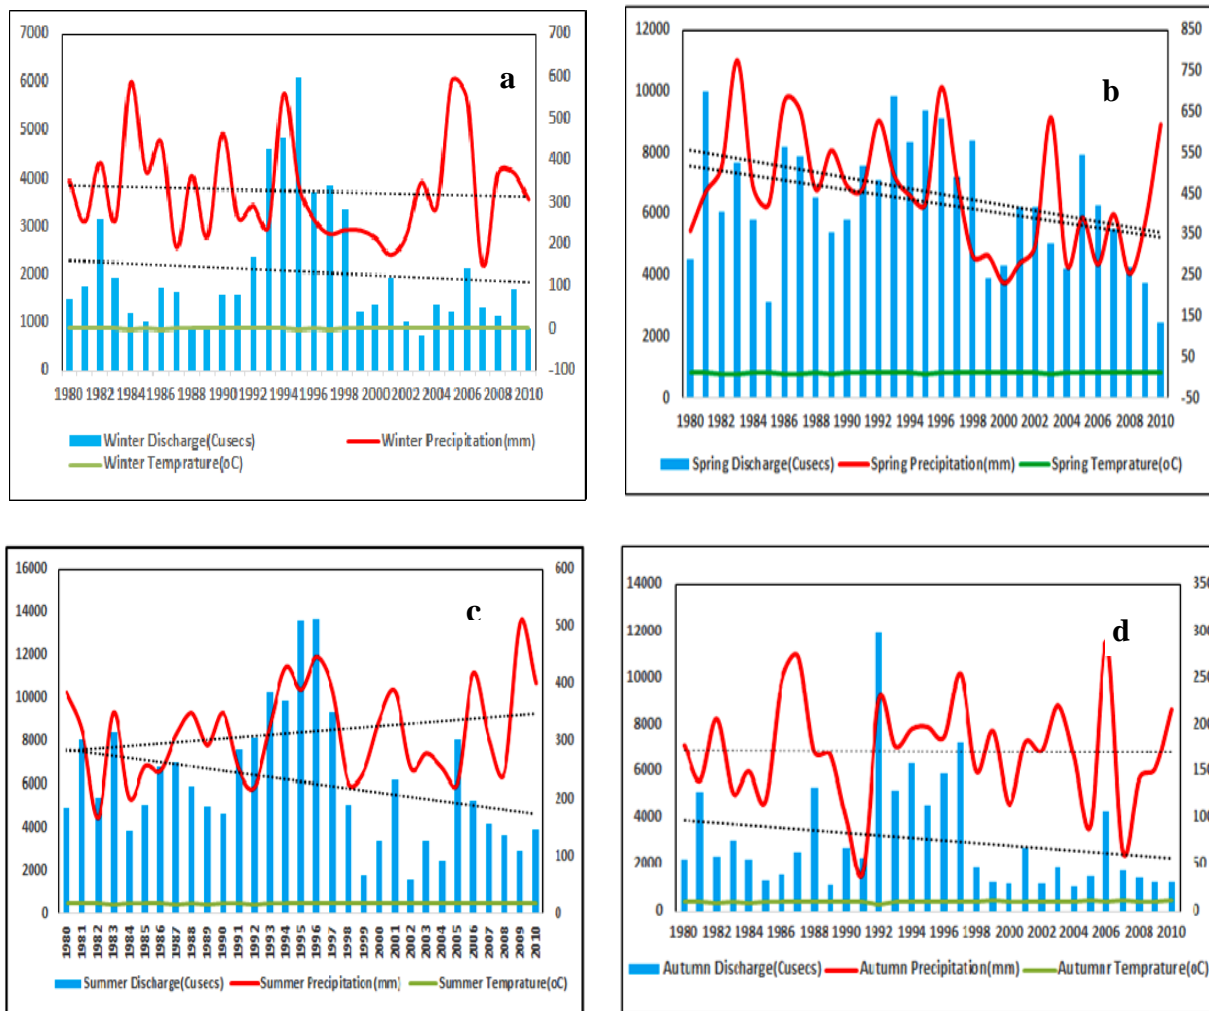 7000 700
6000 600
5000 500
4000 400
3000 300
2000 200
1000 100
0 0
-100
a
1980 1982 1984 1986 1988 1990 1992 1994 1996 1998 2000 2002 2004 2006 2008 2010
Winter Discharge(Cusecs) Winter Precipitation(mm)
Winter Temprature(oC)
12000 850
10000 750
8000 650
6000 550
4000 450
2000 350
0 250
150
50
-50
b
1980 1982 1984 1986 1988 1990 1992 1994 1996 1998 2000 2002 2004 2006 2008 2010
Spring Discharge(Cusecs) Spring Precipitation(mm) Spring Temprature(oC)
16000 600
14000 500
12000 400
10000 300
8000 200
6000 100
4000 0
2000
0
c
1980 1981 1982 1983 1984 1985 1986 1987 1988 1989 1990 1991 1992 1993 1994 1995 1996 1997 1998 1999 2000 2001 2002 2003 2004 2005 2006 2007 2008 2009 2010
Summer Discharge(Cusecs) Summer Precipitation(mm) Summer Temprature(oC)
14000 350
12000 300
10000 250
8000 200
6000 150
4000 100
2000 50
0 0
d
1980 1982 1984 1986 1988 1990 1992 1994 1996 1998 2000 2002 2004 2006 2008 2010
Autumn Discharge(Cusecs) Autumn Precipitation(mm) Autumnr Temprature(oC)